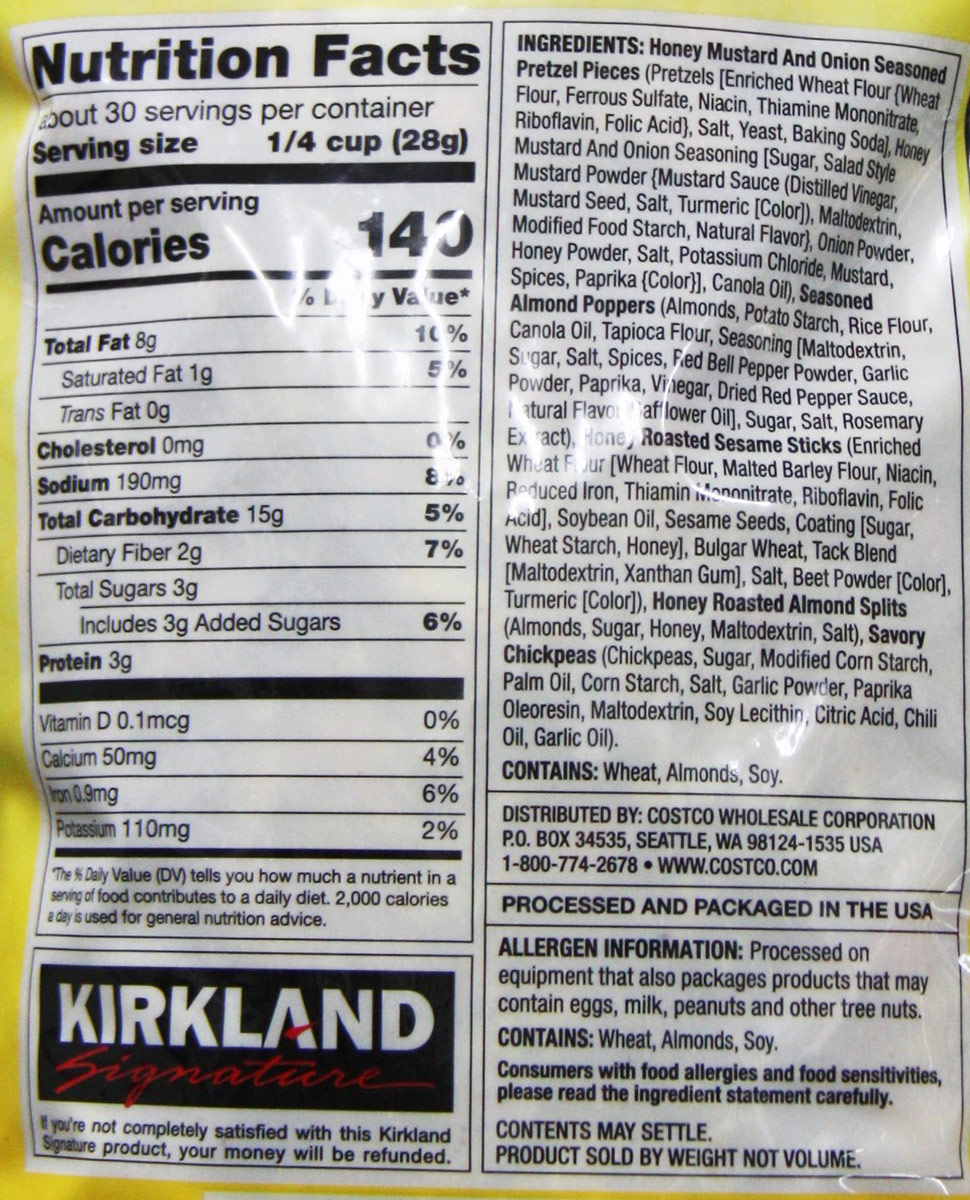 Nutrition Facts
about 30 servings per container
Serving size 1/4 cup (28g)
Amount per serving
Calories 140
% Daily Value*
Total Fat 8g 10%
Saturated Fat 1g 5%
Trans Fat 0g
Cholesterol 0mg 0%
Sodium 190mg 8%
Total Carbohydrate 15g 5%
Dietary Fiber 2g 7%
Total Sugars 3g
Includes 3g Added Sugars 6%
Protein 3g
Vitamin D 0.1mcg 0%
Calcium 50mg 4%
Iron 0.9mg 6%
Potassium 110mg 2%
*The % Daily Value (DV) tells you how much a nutrient in a
serving of food contributes to a daily diet. 2,000 calories
a day is used for general nutrition advice.
KIRKLAND
Signature
If you're not completely satisfied with this Kirkland
Signature product, your money will be refunded.
INGREDIENTS: Honey Mustard And Onion Seasoned
Pretzel Pieces (Pretzels [Enriched Wheat Flour {Wheat
Flour, Ferrous Sulfate, Niacin, Thiamine Mononitrate,
Riboflavin, Folic Acid}, Salt, Yeast, Baking Soda], Honey
Mustard And Onion Seasoning [Sugar, Salad Style
Mustard Powder {Mustard Sauce (Distilled Vinegar,
Mustard Seed, Salt, Turmeric [Color]), Maltodextrin,
Modified Food Starch, Natural Flavor}, Onion Powder,
Honey Powder, Salt, Potassium Chloride, Mustard,
Spices, Paprika {Color}], Canola Oil), Seasoned
Almond Poppers (Almonds, Potato Starch, Rice Flour,
Canola Oil, Tapioca Flour, Seasoning [Maltodextrin,
Sugar, Salt, Spices, Red Bell Pepper Powder, Garlic
Powder, Paprika, Vinegar, Dried Red Pepper Sauce,
Natural Flavor, Safflower Oil], Sugar, Salt, Rosemary
Extract), Honey Roasted Sesame Sticks (Enriched
Wheat Flour [Wheat Flour, Malted Barley Flour, Niacin,
Reduced Iron, Thiamin Mononitrate, Riboflavin, Folic
Acid], Soybean Oil, Sesame Seeds, Coating [Sugar,
Wheat Starch, Honey], Bulgar Wheat, Tack Blend
[Maltodextrin, Xanthan Gum], Salt, Beet Powder [Color],
Turmeric [Color]), Honey Roasted Almond Splits
(Almonds, Sugar, Honey, Maltodextrin, Salt), Savory
Chickpeas (Chickpeas, Sugar, Modified Corn Starch,
Palm Oil, Corn Starch, Salt, Garlic Powder, Paprika
Oleoresin, Maltodextrin, Soy Lecithin, Citric Acid, Chili
Oil, Garlic Oil).
CONTAINS: Wheat, Almonds, Soy.
DISTRIBUTED BY: COSTCO WHOLESALE CORPORATION
P.O. BOX 34535, SEATTLE, WA 98124-1535 USA
1-800-774-2678 • WWW.COSTCO.COM
PROCESSED AND PACKAGED IN THE USA
ALLERGEN INFORMATION: Processed on
equipment that also packages products that may
contain eggs, milk, peanuts and other tree nuts.
CONTAINS: Wheat, Almonds, Soy.
Consumers with food allergies and food sensitivities,
please read the ingredient statement carefully.
CONTENTS MAY SETTLE.
PRODUCT SOLD BY WEIGHT NOT VOLUME.